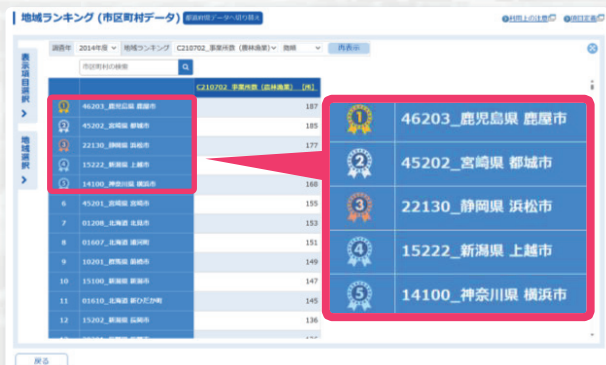 地域ランキング (市区町村データ) 都道府県データへ切り替え
利用上の注意 項目定義
調査年 2014年度 地域ランキング C210702_事業所数（農林漁業） 降順 再表示
表示項目選択
地域選択
市区町村の検索
C210702_事業所数（農林漁業） [所]
1 46203_鹿児島県 鹿屋市 187
2 45202_宮崎県 都城市 185
3 22130_静岡県 浜松市 177
4 15222_新潟県 上越市
5 14100_神奈川県 横浜市 160
6 45201_宮崎県 宮崎市 155
7 01208_北海道 北見市 153
8 01607_北海道 浦河町 151
9 10201_群馬県 前橋市 149
10 15100_新潟県 新潟市 147
11 01610_北海道 新ひだか町 145
12 15202_新潟県 長岡市 136
1 46203_鹿児島県 鹿屋市
2 45202_宮崎県 都城市
3 22130_静岡県 浜松市
4 15222_新潟県 上越市
5 14100_神奈川県 横浜市
戻る